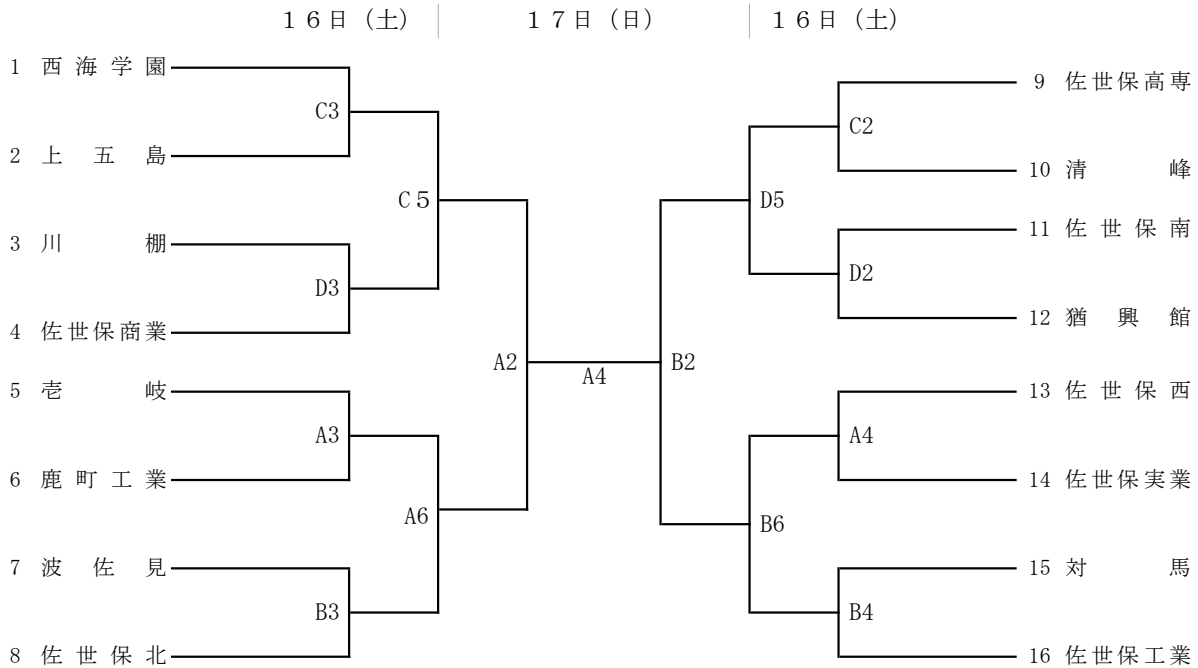 １６日（土） １７日（日） １６日（土）
1 西海学園
C3
2 上五島
C５
3 川棚
D3
4 佐世保商業
A2
5 壱岐
A3
6 鹿町工業
A6
7 波佐見
B3
8 佐世保北
A4
9 佐世保高専
C2
10 清峰
D5
11 佐世保南
D2
12 猶興館
B2
13 佐世保西
A4
14 佐世保実業
B6
15 対馬
B4
16 佐世保工業